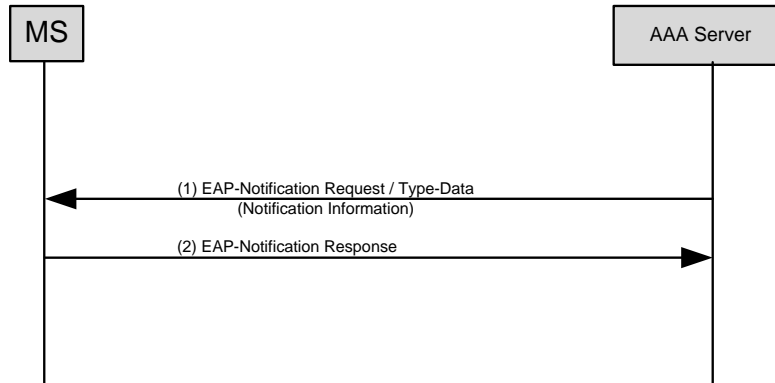 MS
AAA Server
(1) EAP-Notification Request / Type-Data
(Notification Information)
(2) EAP-Notification Response